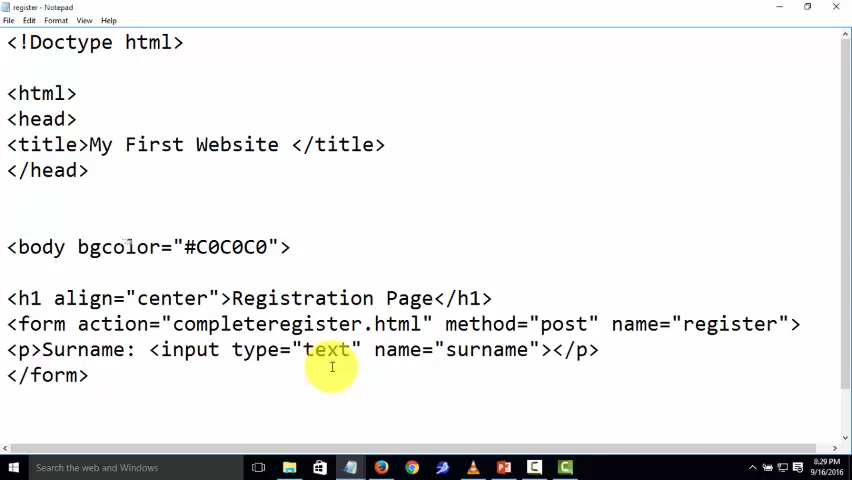 register - Notepad
File Edit Format View Help
<!Doctype html>
<html>
<head>
<title>My First Website </title>
</head>
<body bgcolor="#C0C0C0">
<h1 align="center">Registration Page</h1>
<form action="completeregister.html" method="post" name="register">
<p>Surname: <input type="text" name="surname"></p>
</form>
Search the web and Windows
8:29 PM
9/16/2016